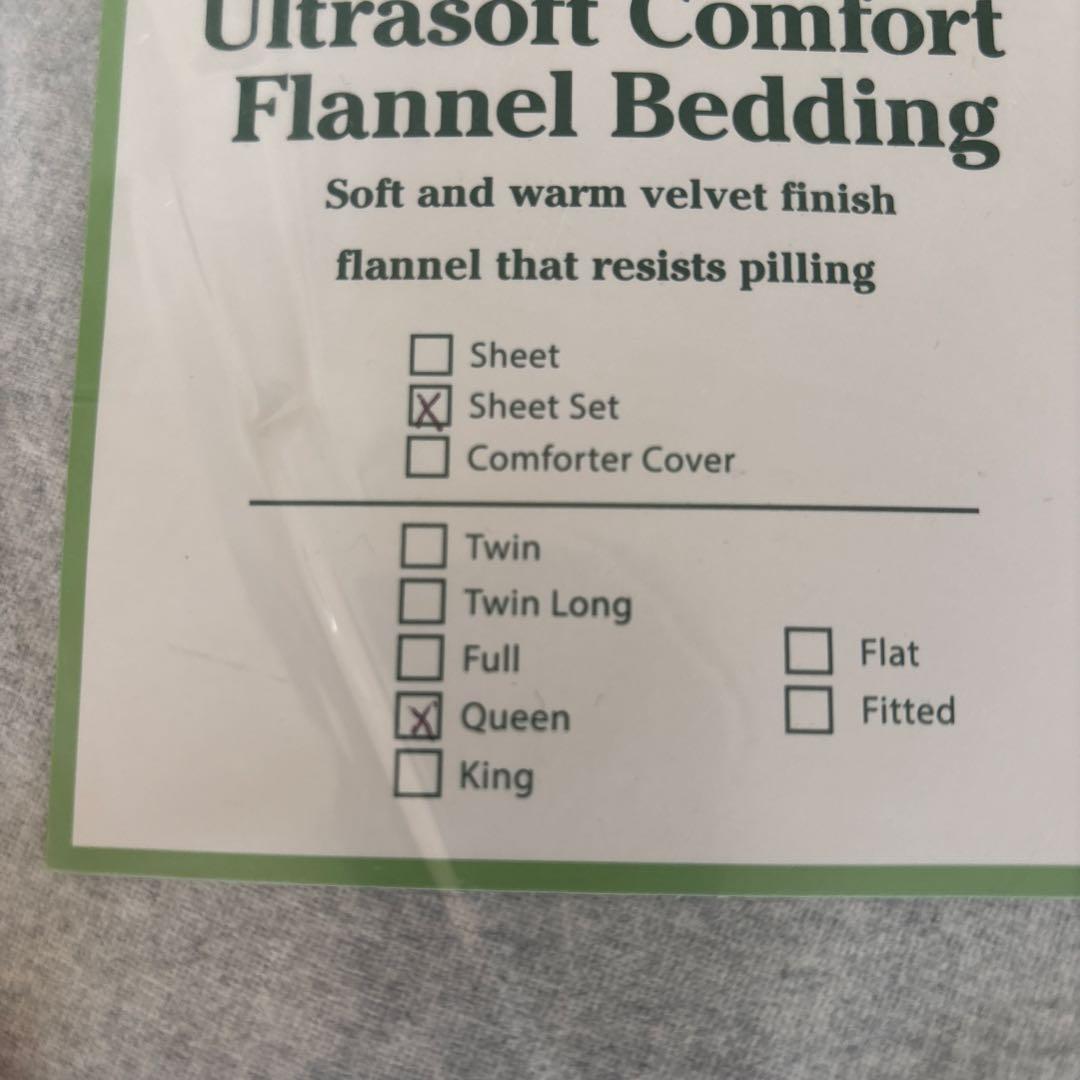 Ultrasoft Comfort
Flannel Bedding
Soft and warm velvet finish
flannel that resists pilling
Sheet
X Sheet Set
Comforter Cover
Twin
Twin Long
Full
Flat
X Queen
Fitted
King